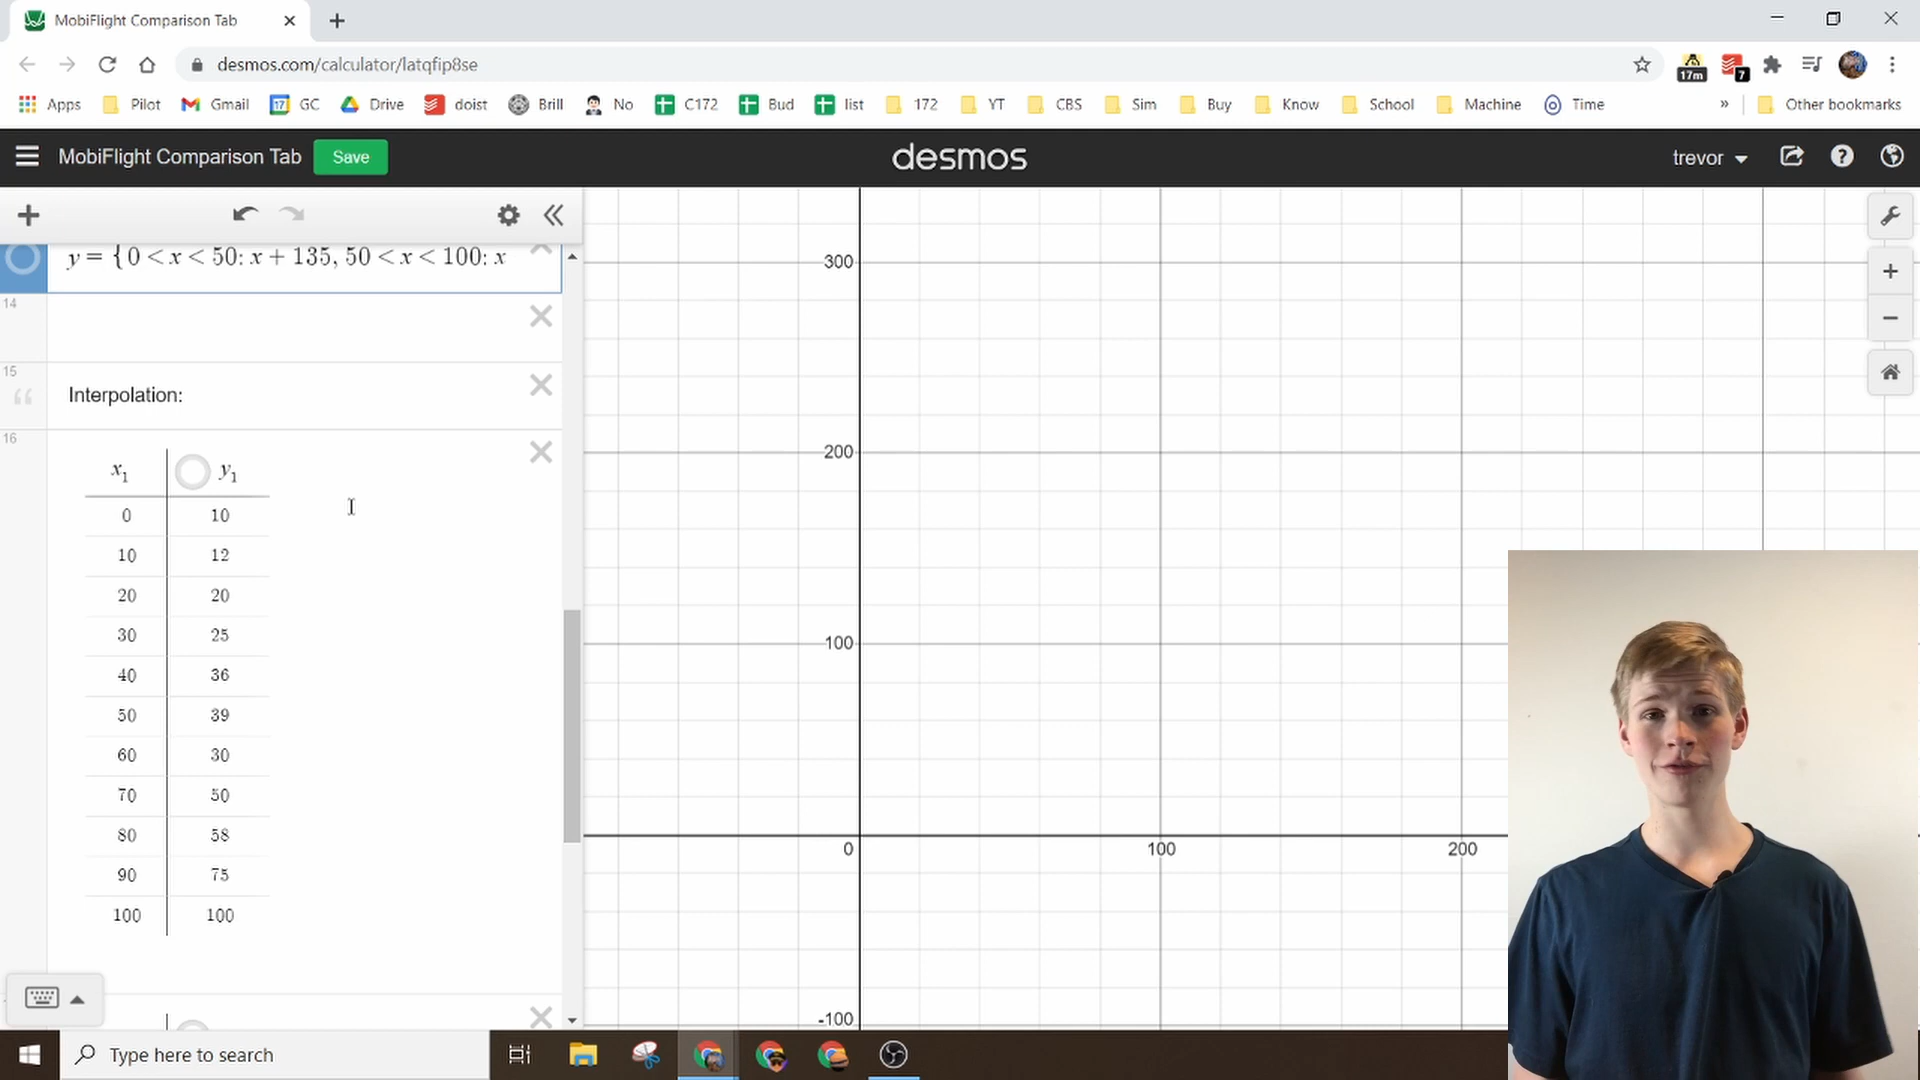 MobiFlight Comparison Tab
desmos.com/calculator/latqfip8se
17m
7
Apps Pilot Gmail 17 GC Drive doist Brill No C172 Bud list 172 YT CBS Sim Buy Know School Machine Time » Other bookmarks
MobiFlight Comparison Tab Save desmos trevor
y = {0 < x < 50: x + 135, 50 < x < 100: x
14
15
Interpolation:
16
x₁ y₁
0 10
10 12
20 20
30 25
40 36
50 39
60 30
70 50
80 58
90 75
100 100
300
200
100
0 100 200
-100
Type here to search